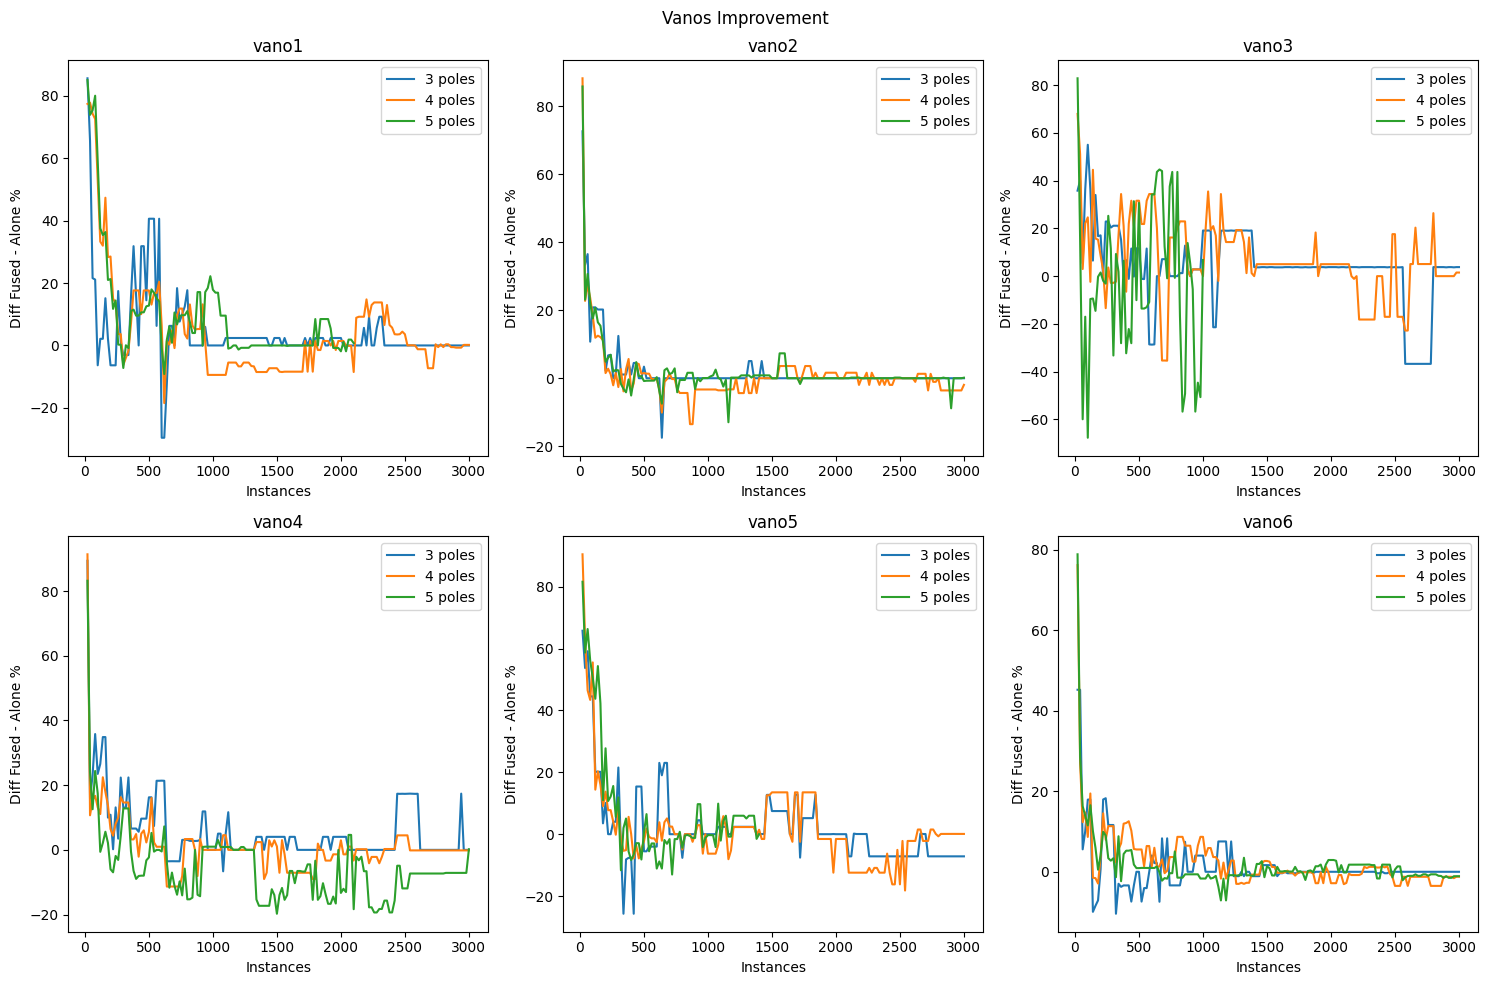 Vanos Improvement
vano1
3 poles
4 poles
5 poles
80
60
40
20
0
−20
Diff Fused - Alone %
0 500 1000 1500 2000 2500 3000
Instances
vano2
3 poles
4 poles
5 poles
80
60
40
20
0
−20
Diff Fused - Alone %
0 500 1000 1500 2000 2500 3000
Instances
vano3
3 poles
4 poles
5 poles
80
60
40
20
0
−20
−40
−60
Diff Fused - Alone %
0 500 1000 1500 2000 2500 3000
Instances
vano4
3 poles
4 poles
5 poles
80
60
40
20
0
−20
Diff Fused - Alone %
0 500 1000 1500 2000 2500 3000
Instances
vano5
3 poles
4 poles
5 poles
80
60
40
20
0
−20
Diff Fused - Alone %
0 500 1000 1500 2000 2500 3000
Instances
vano6
3 poles
4 poles
5 poles
80
60
40
20
0
Diff Fused - Alone %
0 500 1000 1500 2000 2500 3000
Instances